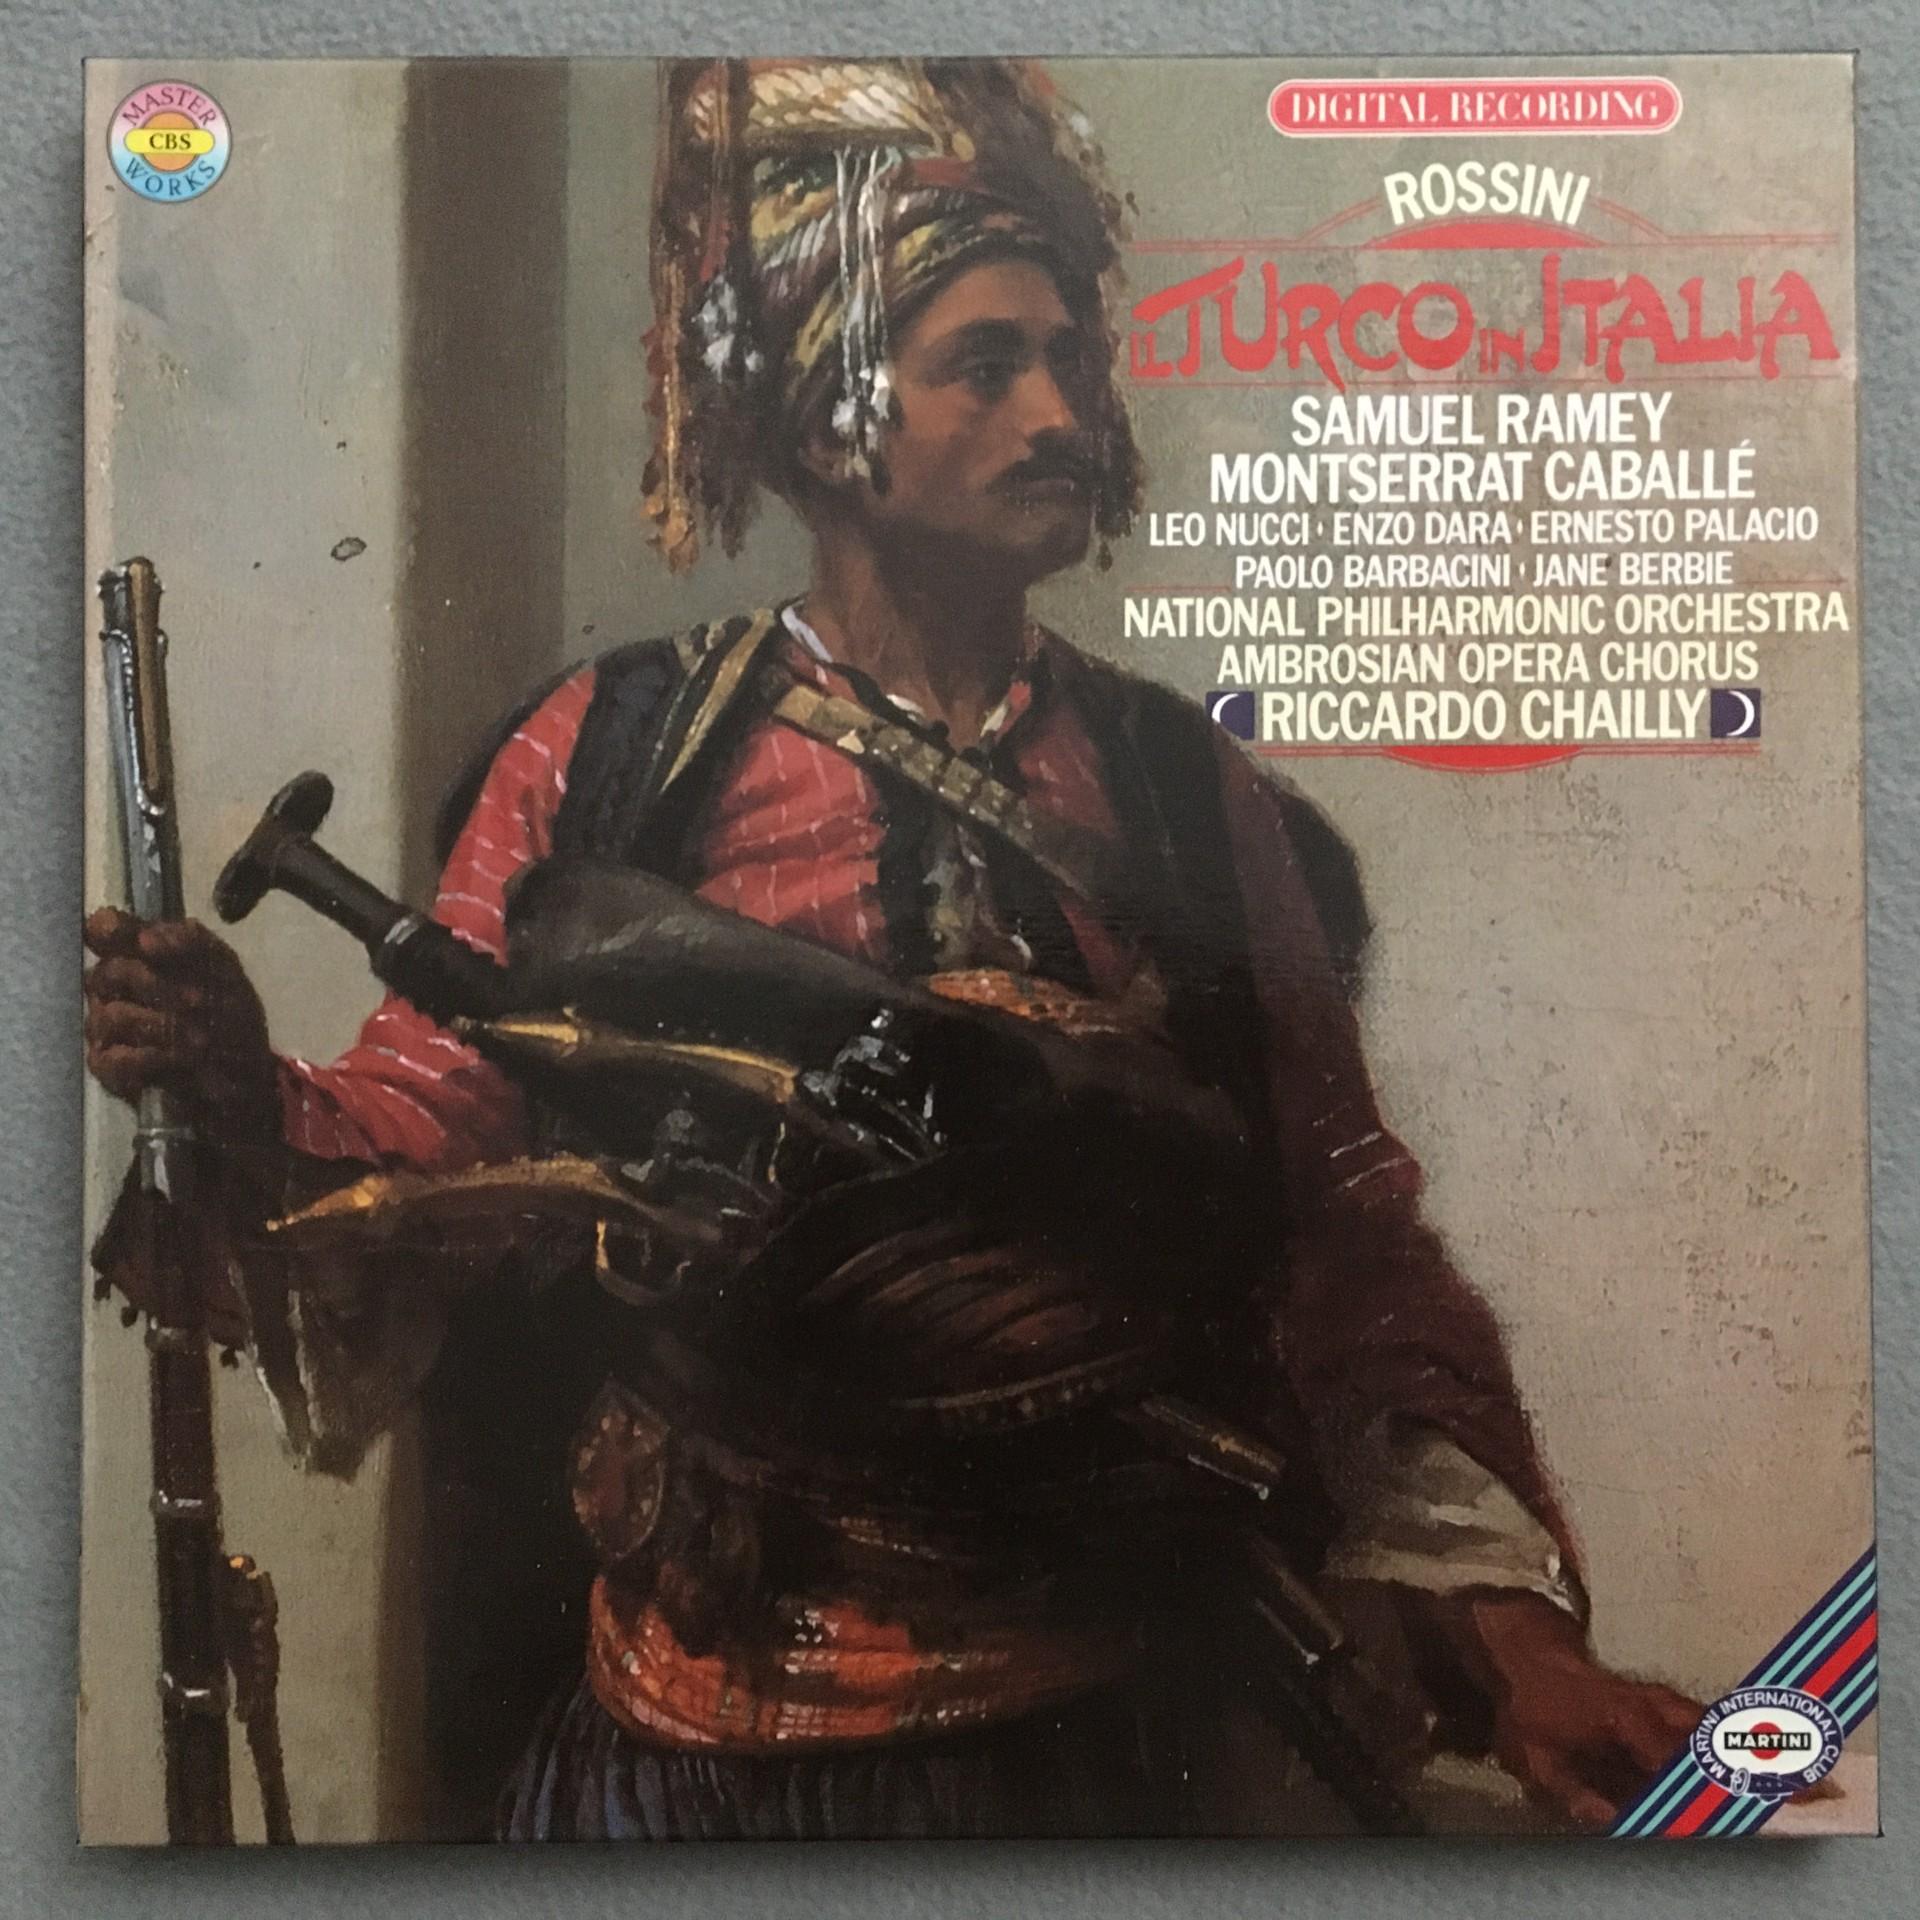 MASTER
CBS
WORKS
DIGITAL RECORDING
ROSSINI
IL TURCO IN ITALIA
SAMUEL RAMEY
MONTSERRAT CABALLÉ
LEO NUCCI · ENZO DARA · ERNESTO PALACIO
PAOLO BARBACINI · JANE BERBIE
NATIONAL PHILHARMONIC ORCHESTRA
AMBROSIAN OPERA CHORUS
RICCARDO CHAILLY
MARTINI INTERNATIONAL CLUB
MARTINI